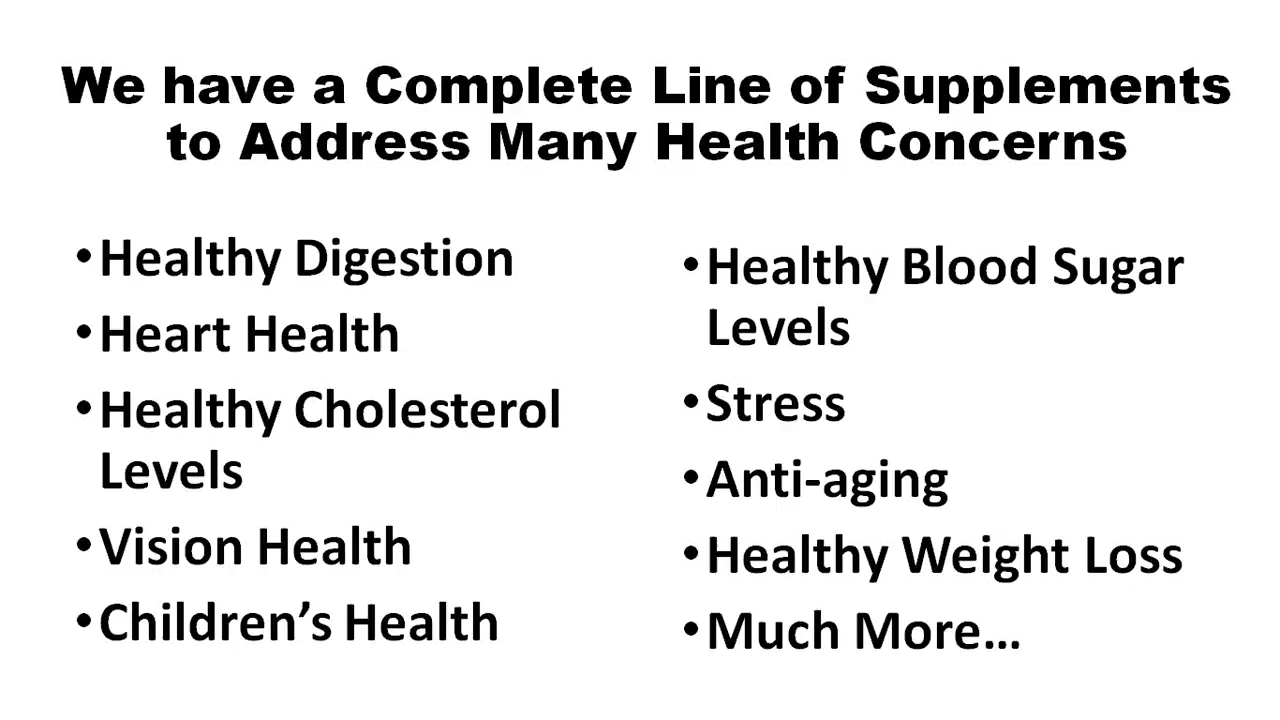 We have a Complete Line of Supplements
to Address Many Health Concerns
•Healthy Digestion
•Heart Health
•Healthy Cholesterol
Levels
•Vision Health
•Children’s Health
•Healthy Blood Sugar
Levels
•Stress
•Anti-aging
•Healthy Weight Loss
•Much More…